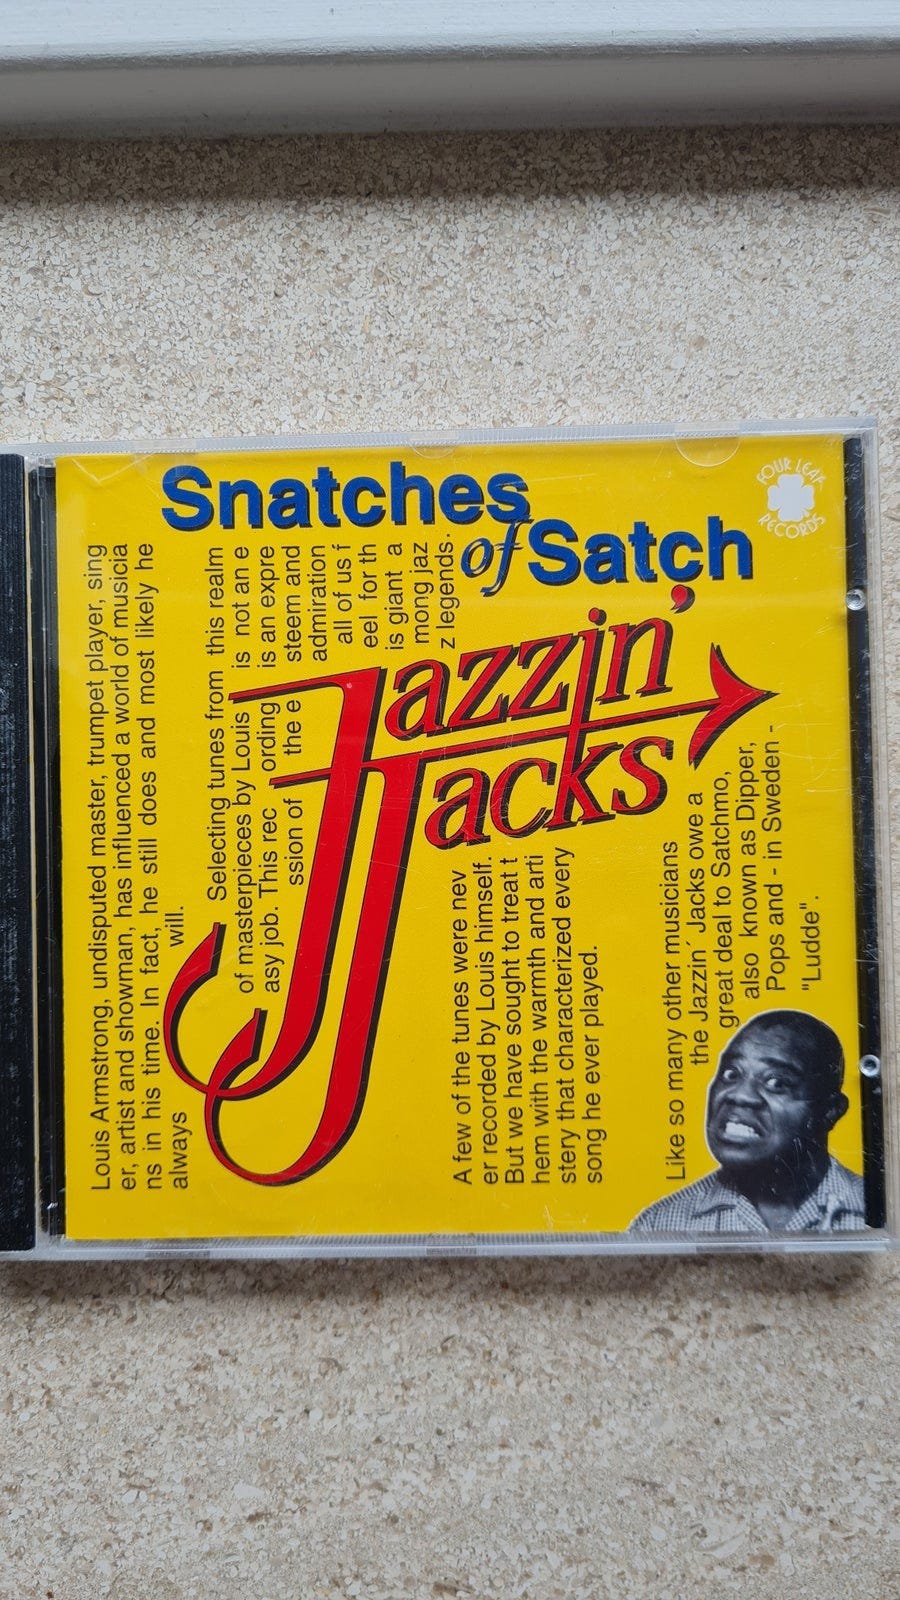 Snatches
of Satch
FOUR LEAF
RECORDS
Jazzin'
Jacks
Louis Armstrong, undisputed master, trumpet player, sing
er, artist and showman, has influenced a world of musicia
ns in his time. In fact, he still does and most likely he
always will.
Selecting tunes from this realm
of masterpieces by Louis is not an e
asy job. This rec ording is an expre
ssion of the e steem and
admiration
all of us f
eel for th
is giant a
mong jaz
z legends.
A few of the tunes were nev
er recorded by Louis himself.
But we have sought to treat t
hem with the warmth and arti
stery that characterized every
song he ever played.
Like so many other musicians
the Jazzin´ Jacks owe a
great deal to Satchmo,
also known as Dipper,
Pops and - in Sweden -
"Ludde".